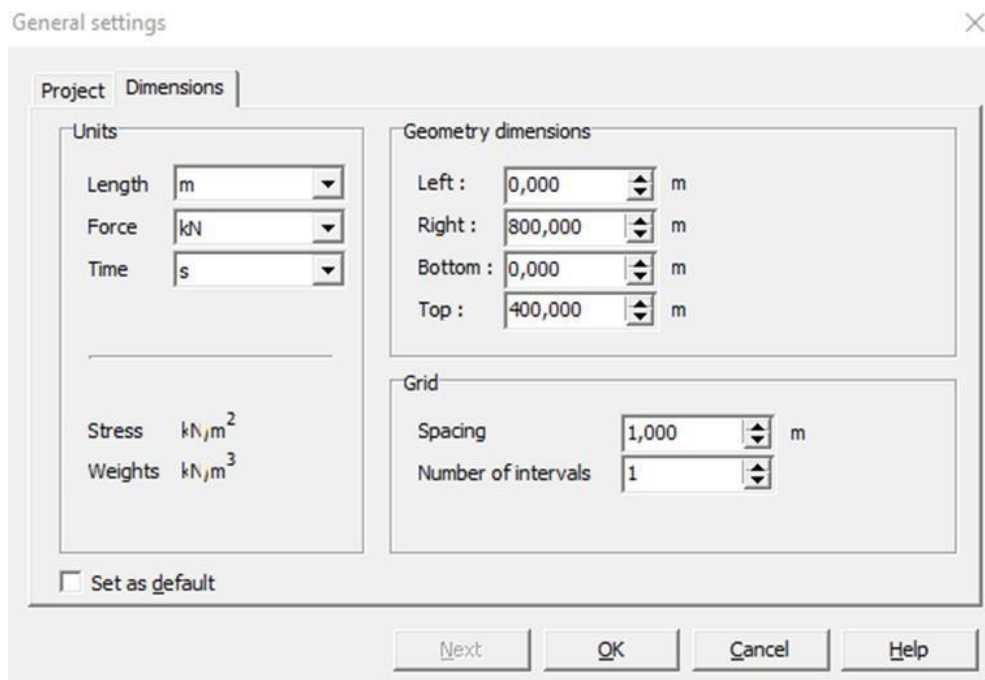 General settings
Project Dimensions
Units
Length m
Force kN
Time s
Stress kN/m²
Weights kN/m³
Geometry dimensions
Left : 0,000 m
Right : 800,000 m
Bottom : 0,000 m
Top : 400,000 m
Grid
Spacing 1,000 m
Number of intervals 1
Set as default
Next OK Cancel Help